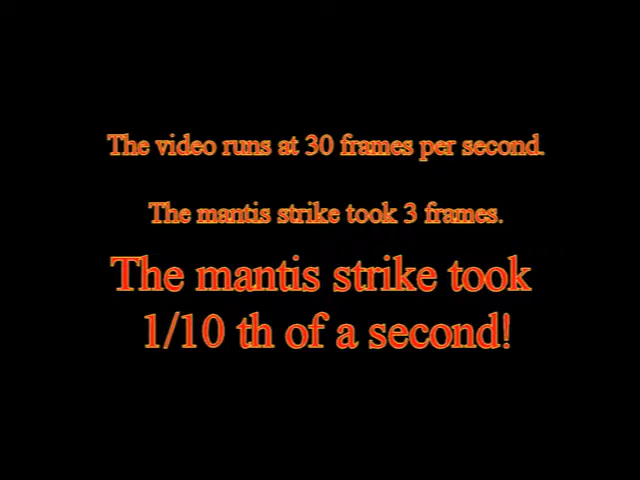 The video runs at 30 frames per second.
The mantis strike took 3 frames.
The mantis strike took
1/10 th of a second!